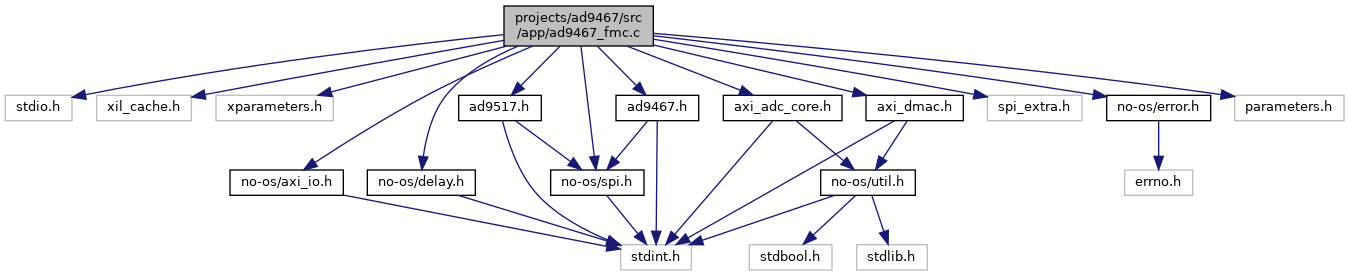 projects/ad9467/src
/app/ad9467_fmc.c
stdio.h
xil_cache.h
xparameters.h
ad9517.h
ad9467.h
axi_adc_core.h
axi_dmac.h
spi_extra.h
no-os/error.h
parameters.h
no-os/axi_io.h
no-os/delay.h
no-os/spi.h
no-os/util.h
errno.h
stdint.h
stdbool.h
stdlib.h